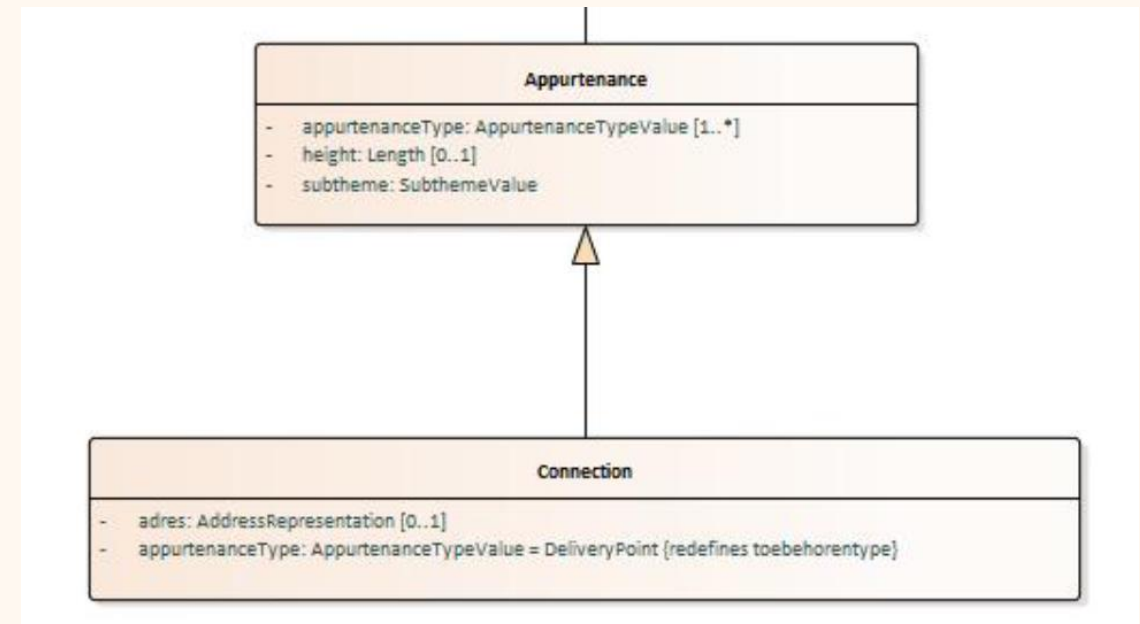 Appurtenance
- appurtenanceType: AppurtenanceTypeValue [1..*]
- height: Length [0..1]
- subtheme: SubthemeValue
Connection
- adres: AddressRepresentation [0..1]
- appurtenanceType: AppurtenanceTypeValue = DeliveryPoint {redefines toebehorentype}